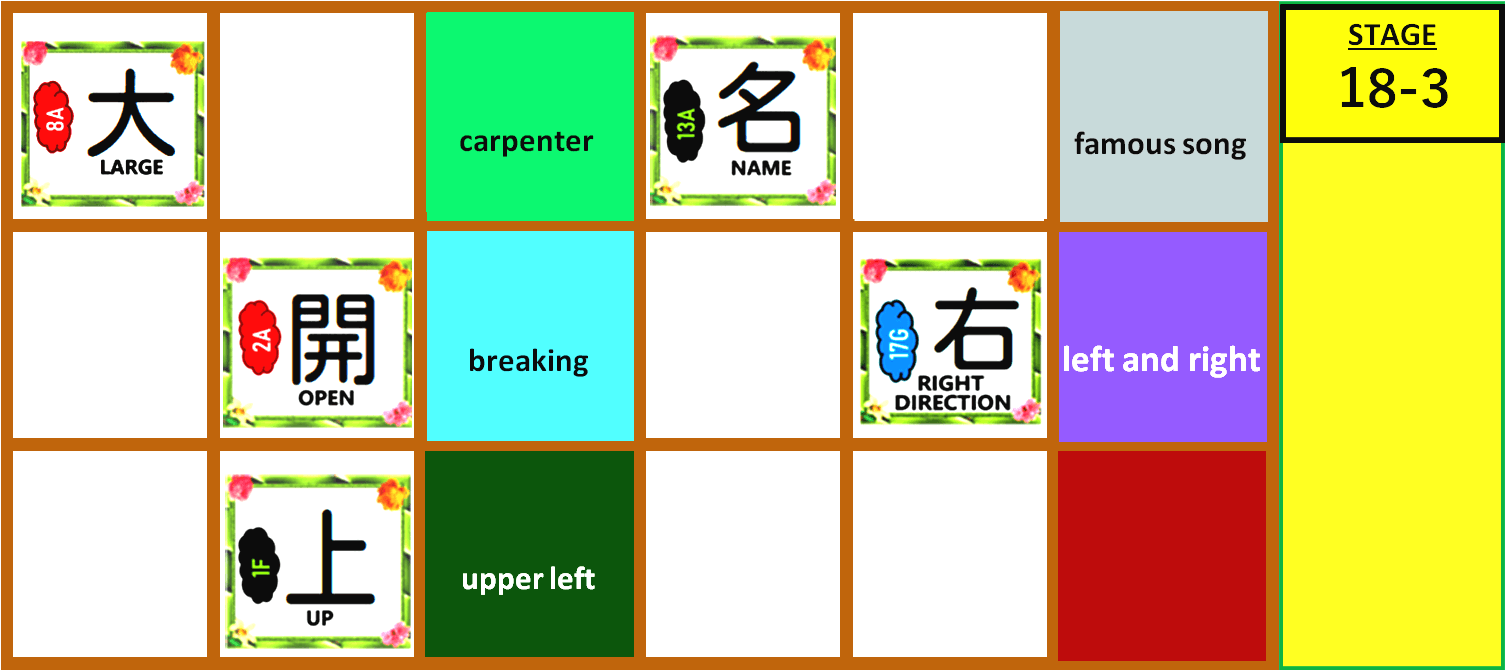 8A
大
LARGE
carpenter
13A
名
NAME
famous song
STAGE
18-3
2A
開
OPEN
breaking
17G
右
RIGHT
DIRECTION
left and right
1F
上
UP
upper left